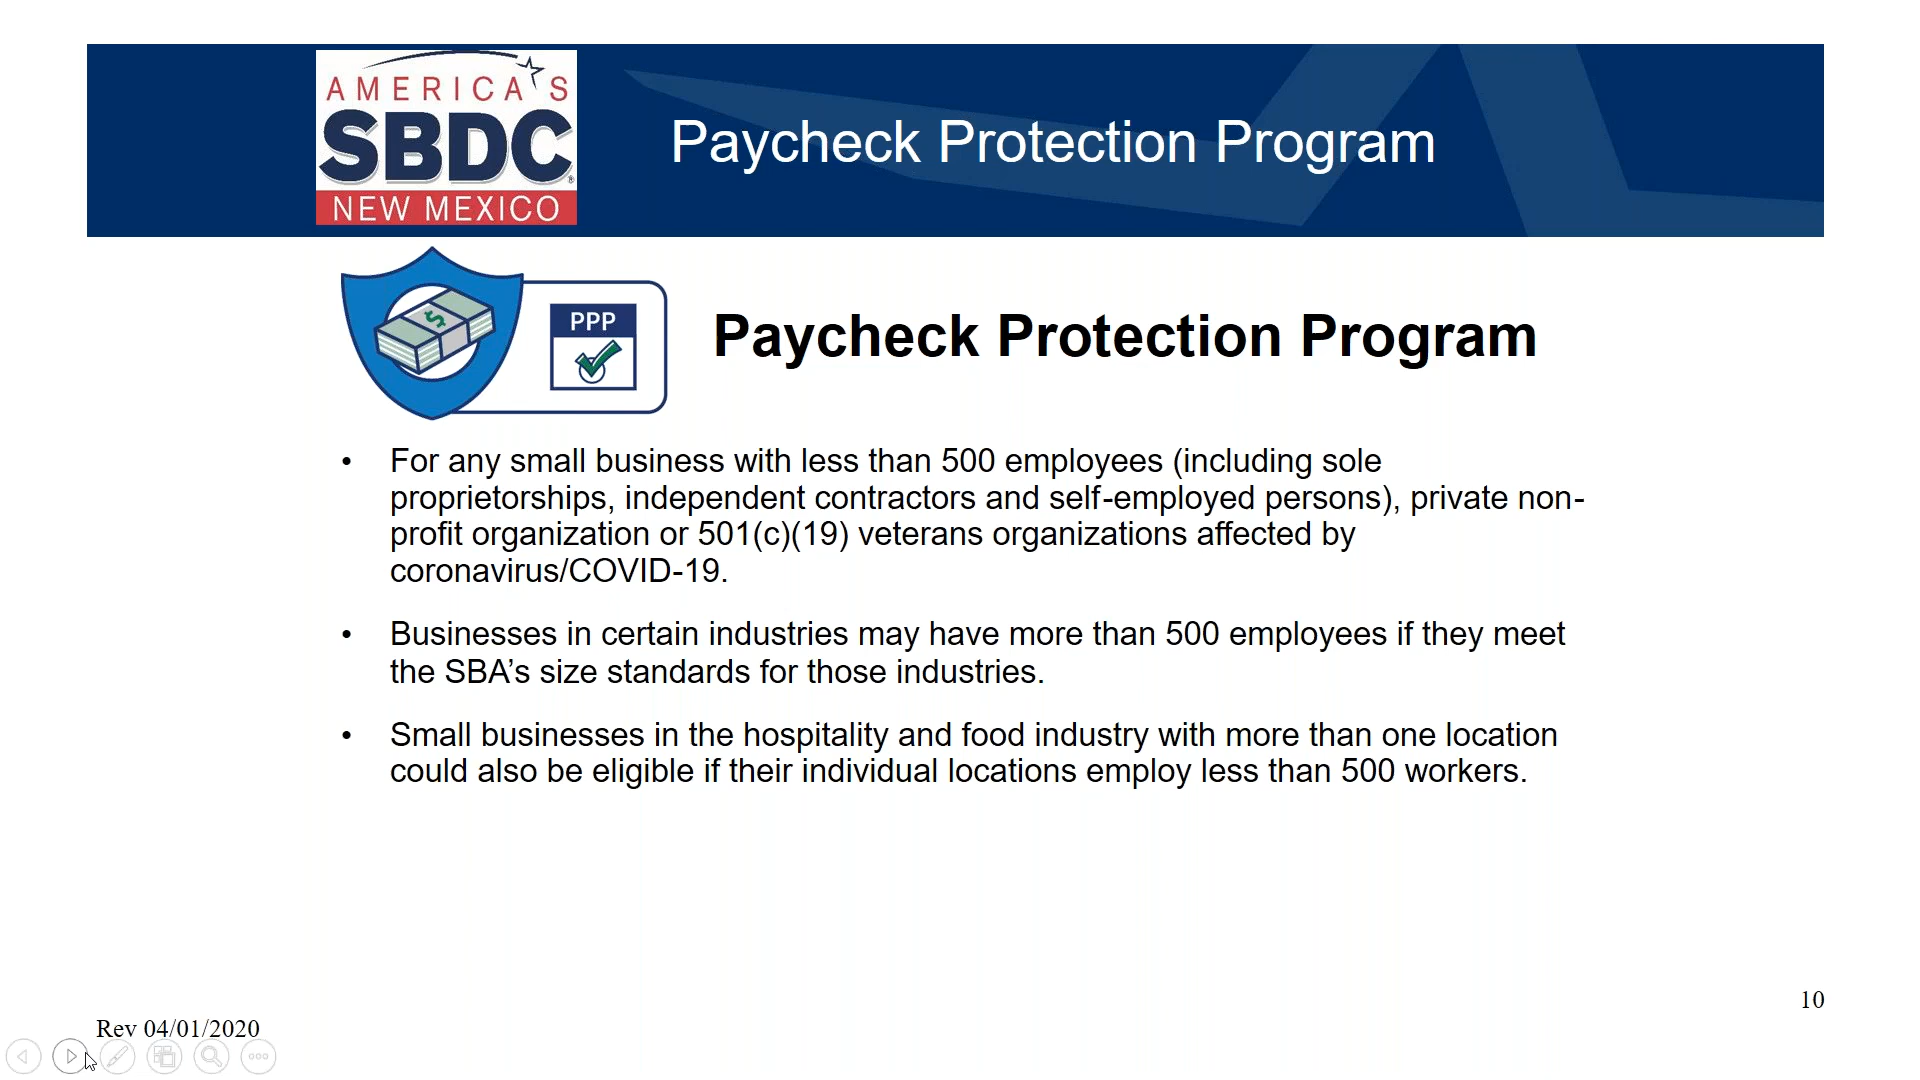 AMERICA'S
SBDC
®
NEW MEXICO
Paycheck Protection Program
$
PPP
Paycheck Protection Program
• For any small business with less than 500 employees (including sole
proprietorships, independent contractors and self-employed persons), private non-
profit organization or 501(c)(19) veterans organizations affected by
coronavirus/COVID-19.
• Businesses in certain industries may have more than 500 employees if they meet
the SBA’s size standards for those industries.
• Small businesses in the hospitality and food industry with more than one location
could also be eligible if their individual locations employ less than 500 workers.
10
Rev 04/01/2020